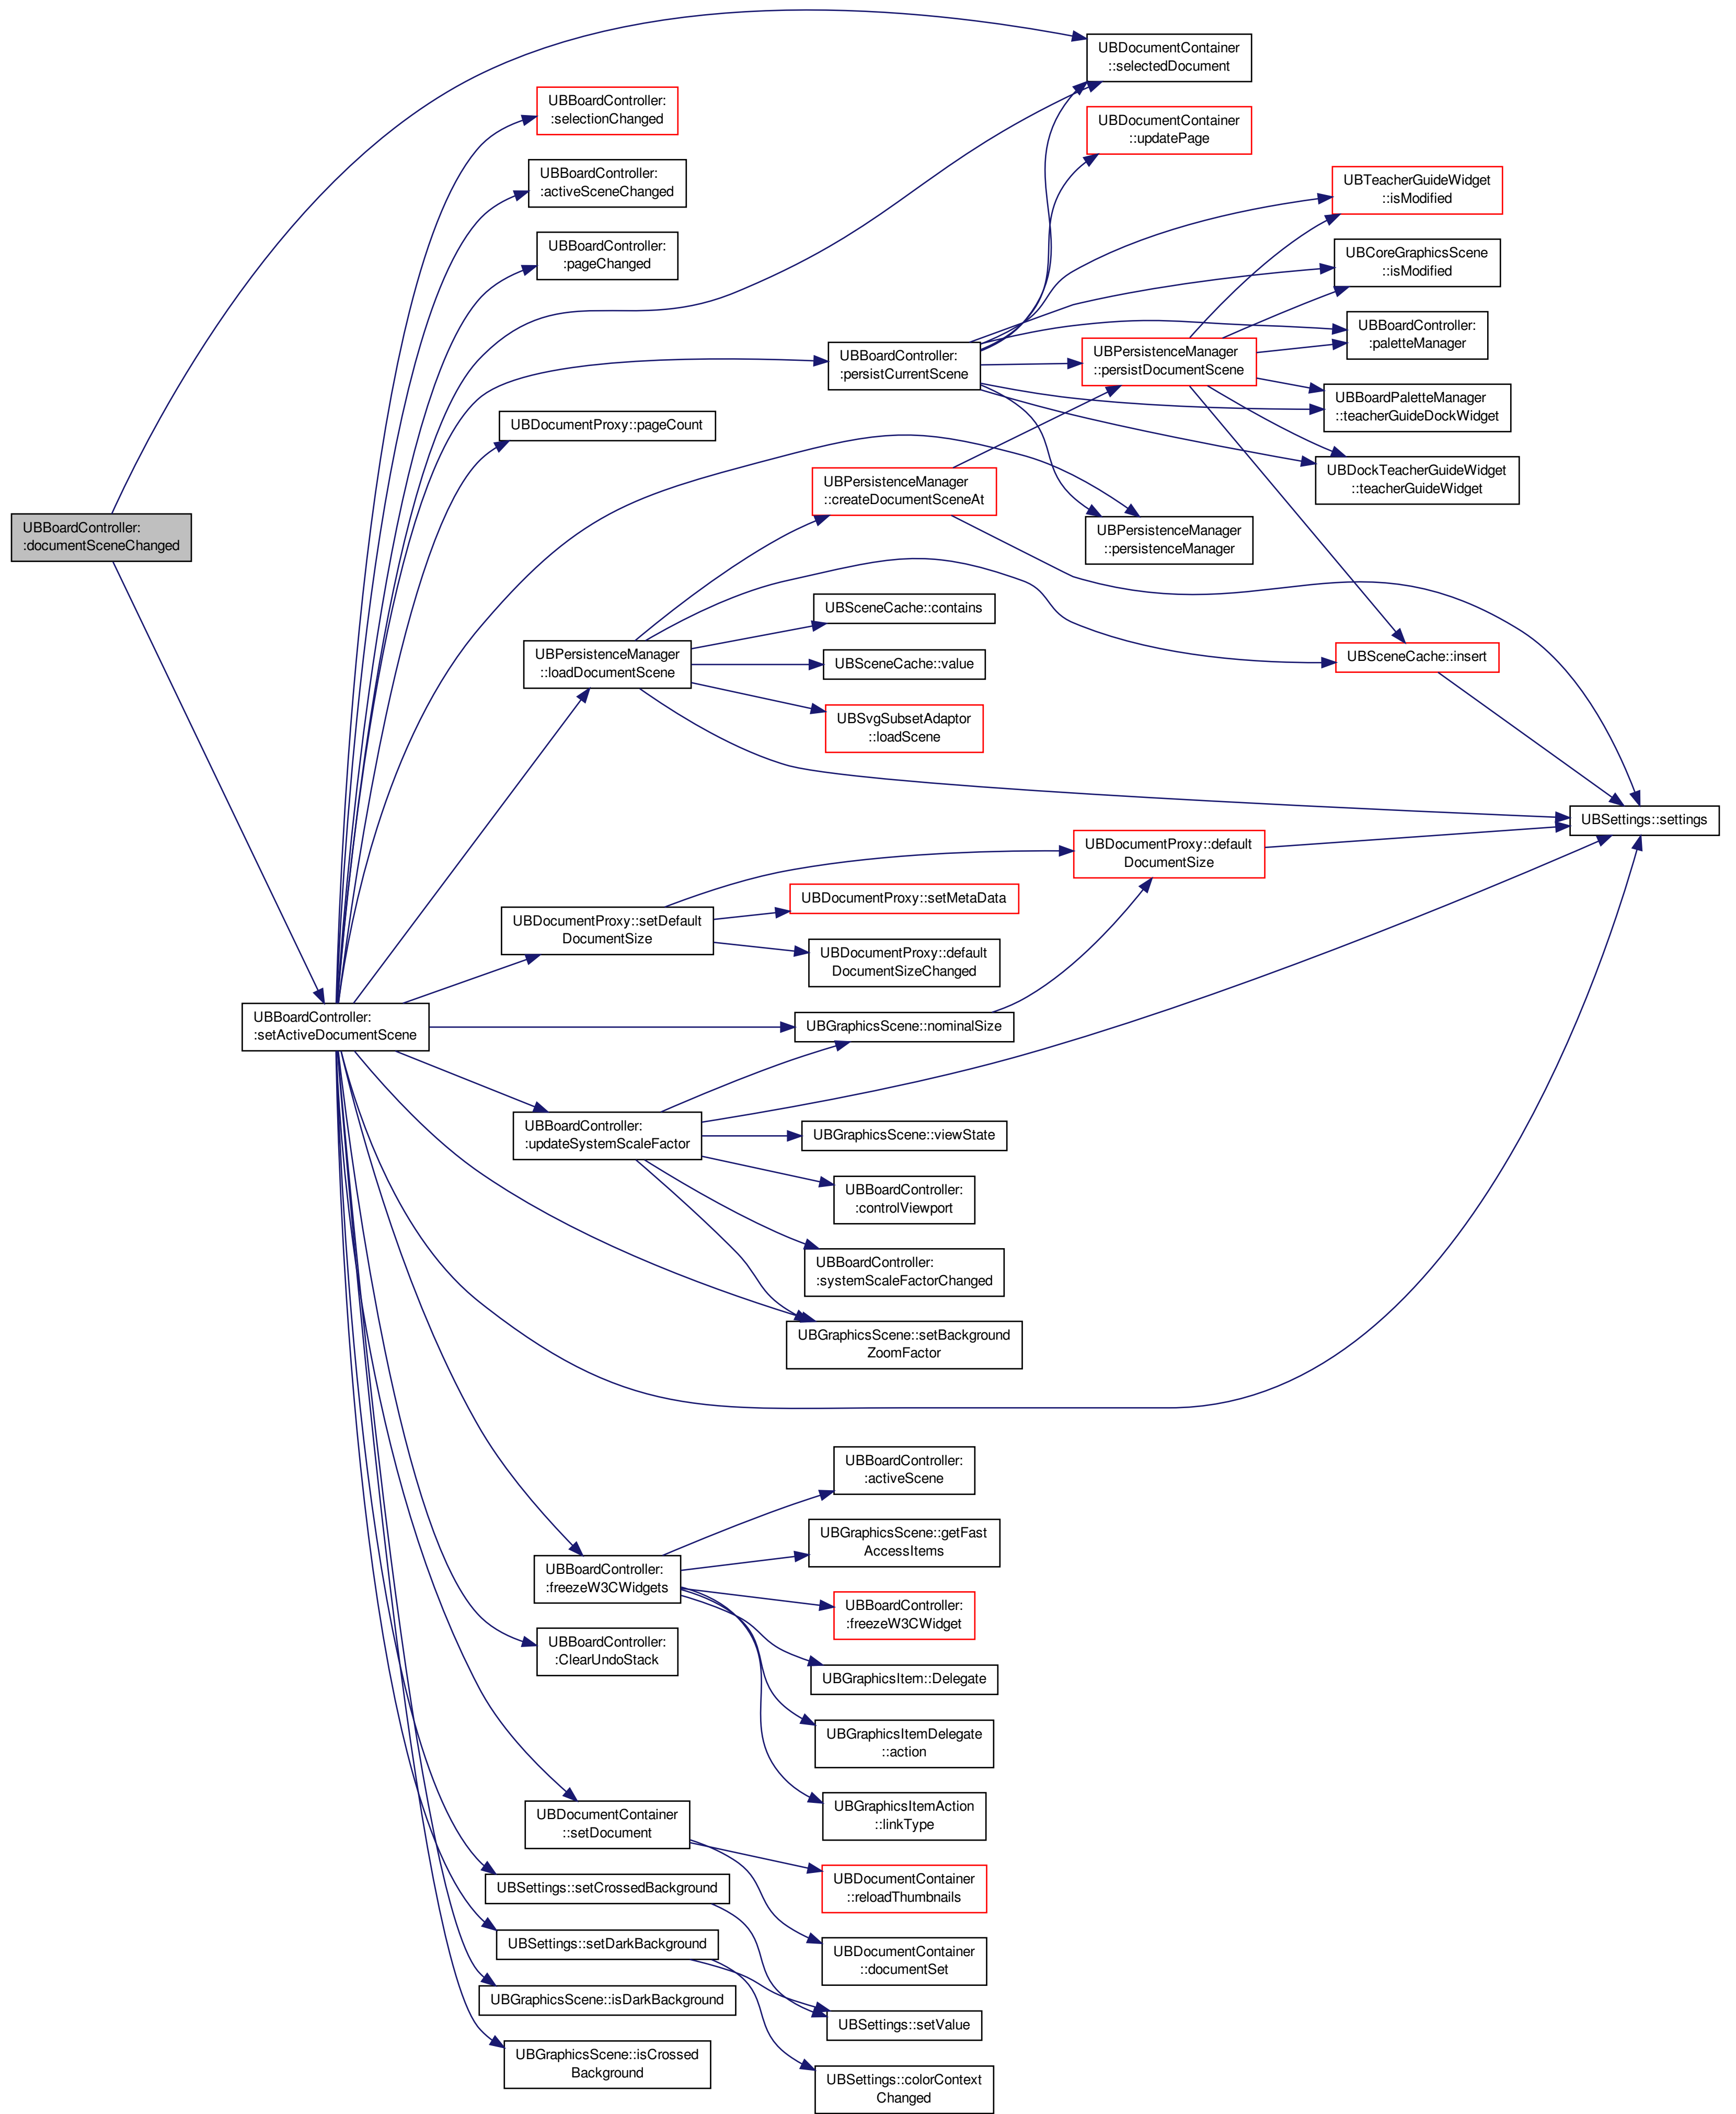 UBDocumentContainer
::selectedDocument
UBBoardController:
:selectionChanged
UBDocumentContainer
::updatePage
UBBoardController:
:activeSceneChanged
UBTeacherGuideWidget
::isModified
UBBoardController:
:pageChanged
UBCoreGraphicsScene
::isModified
UBBoardController:
:paletteManager
UBBoardController:
:persistCurrentScene
UBPersistenceManager
::persistDocumentScene
UBBoardPaletteManager
::teacherGuideDockWidget
UBDocumentProxy::pageCount
UBDockTeacherGuideWidget
::teacherGuideWidget
UBPersistenceManager
::createDocumentSceneAt
UBBoardController:
:documentSceneChanged
UBPersistenceManager
::persistenceManager
UBSceneCache::contains
UBPersistenceManager
::loadDocumentScene
UBSceneCache::value
UBSceneCache::insert
UBSvgSubsetAdaptor
::loadScene
UBSettings::settings
UBDocumentProxy::default
DocumentSize
UBDocumentProxy::setMetaData
UBDocumentProxy::setDefault
DocumentSize
UBDocumentProxy::default
DocumentSizeChanged
UBBoardController:
:setActiveDocumentScene
UBGraphicsScene::nominalSize
UBBoardController:
:updateSystemScaleFactor
UBGraphicsScene::viewState
UBBoardController:
:controlViewport
UBBoardController:
:systemScaleFactorChanged
UBGraphicsScene::setBackground
ZoomFactor
UBBoardController:
:activeScene
UBGraphicsScene::getFast
AccessItems
UBBoardController:
:freezeW3CWidgets
UBBoardController:
:freezeW3CWidget
UBBoardController:
:ClearUndoStack
UBGraphicsItem::Delegate
UBGraphicsItemDelegate
::action
UBGraphicsItemAction
::linkType
UBDocumentContainer
::setDocument
UBDocumentContainer
::reloadThumbnails
UBSettings::setCrossedBackground
UBSettings::setDarkBackground
UBDocumentContainer
::documentSet
UBGraphicsScene::isDarkBackground
UBSettings::setValue
UBGraphicsScene::isCrossed
Background
UBSettings::colorContext
Changed